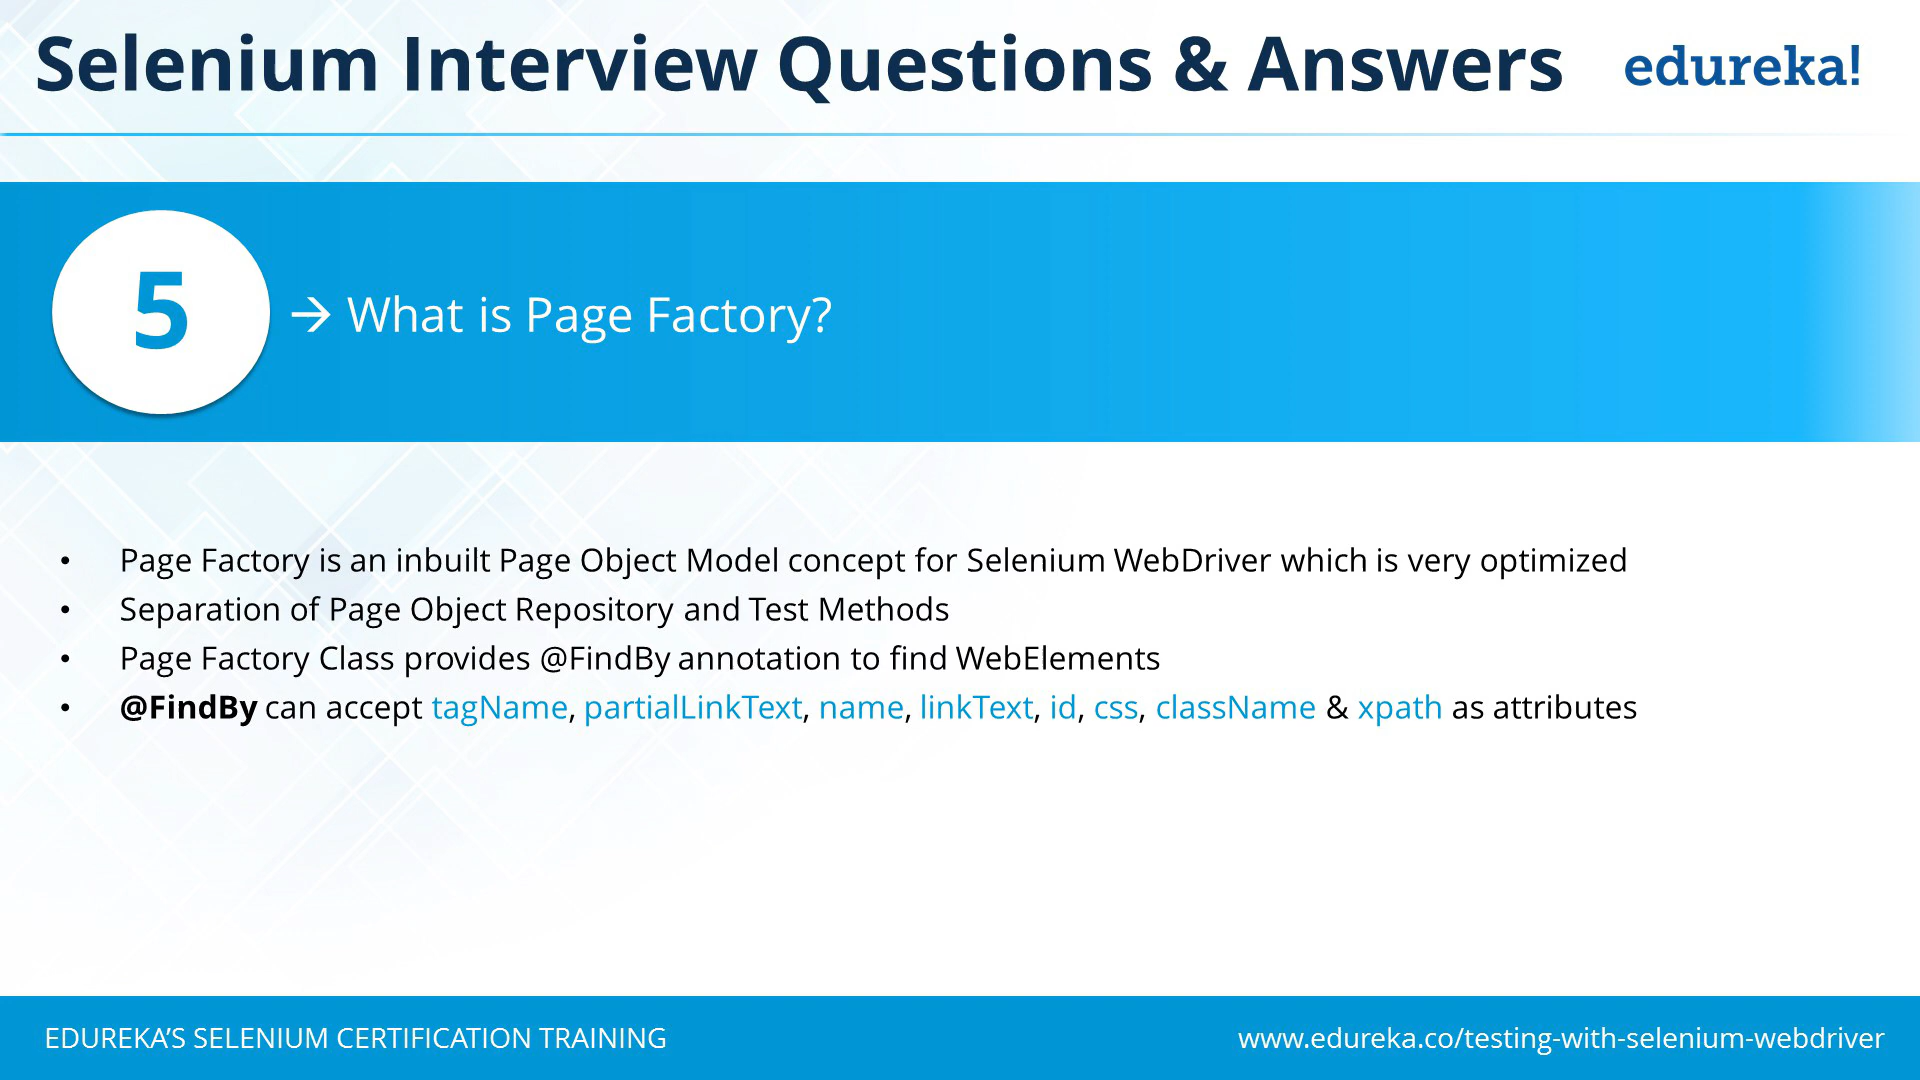 Selenium Interview Questions & Answers
edureka!
5
→ What is Page Factory?
• Page Factory is an inbuilt Page Object Model concept for Selenium WebDriver which is very optimized
• Separation of Page Object Repository and Test Methods
• Page Factory Class provides @FindBy annotation to find WebElements
• @FindBy can accept tagName, partialLinkText, name, linkText, id, css, className & xpath as attributes
EDUREKA’S SELENIUM CERTIFICATION TRAINING
www.edureka.co/testing-with-selenium-webdriver